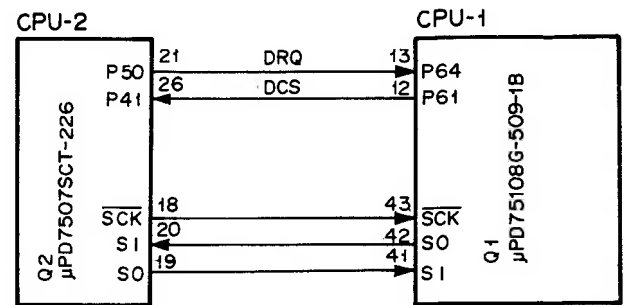 CPU-2
CPU-1
P50 21 DRQ 13 P64
P41 26 DCS 12 P61
SCK 18 43 SCK
SI 20 42 SO
SO 19 41 SI
Q2
µPD7507SCT-226
Q1
µPD75108G-509-1B